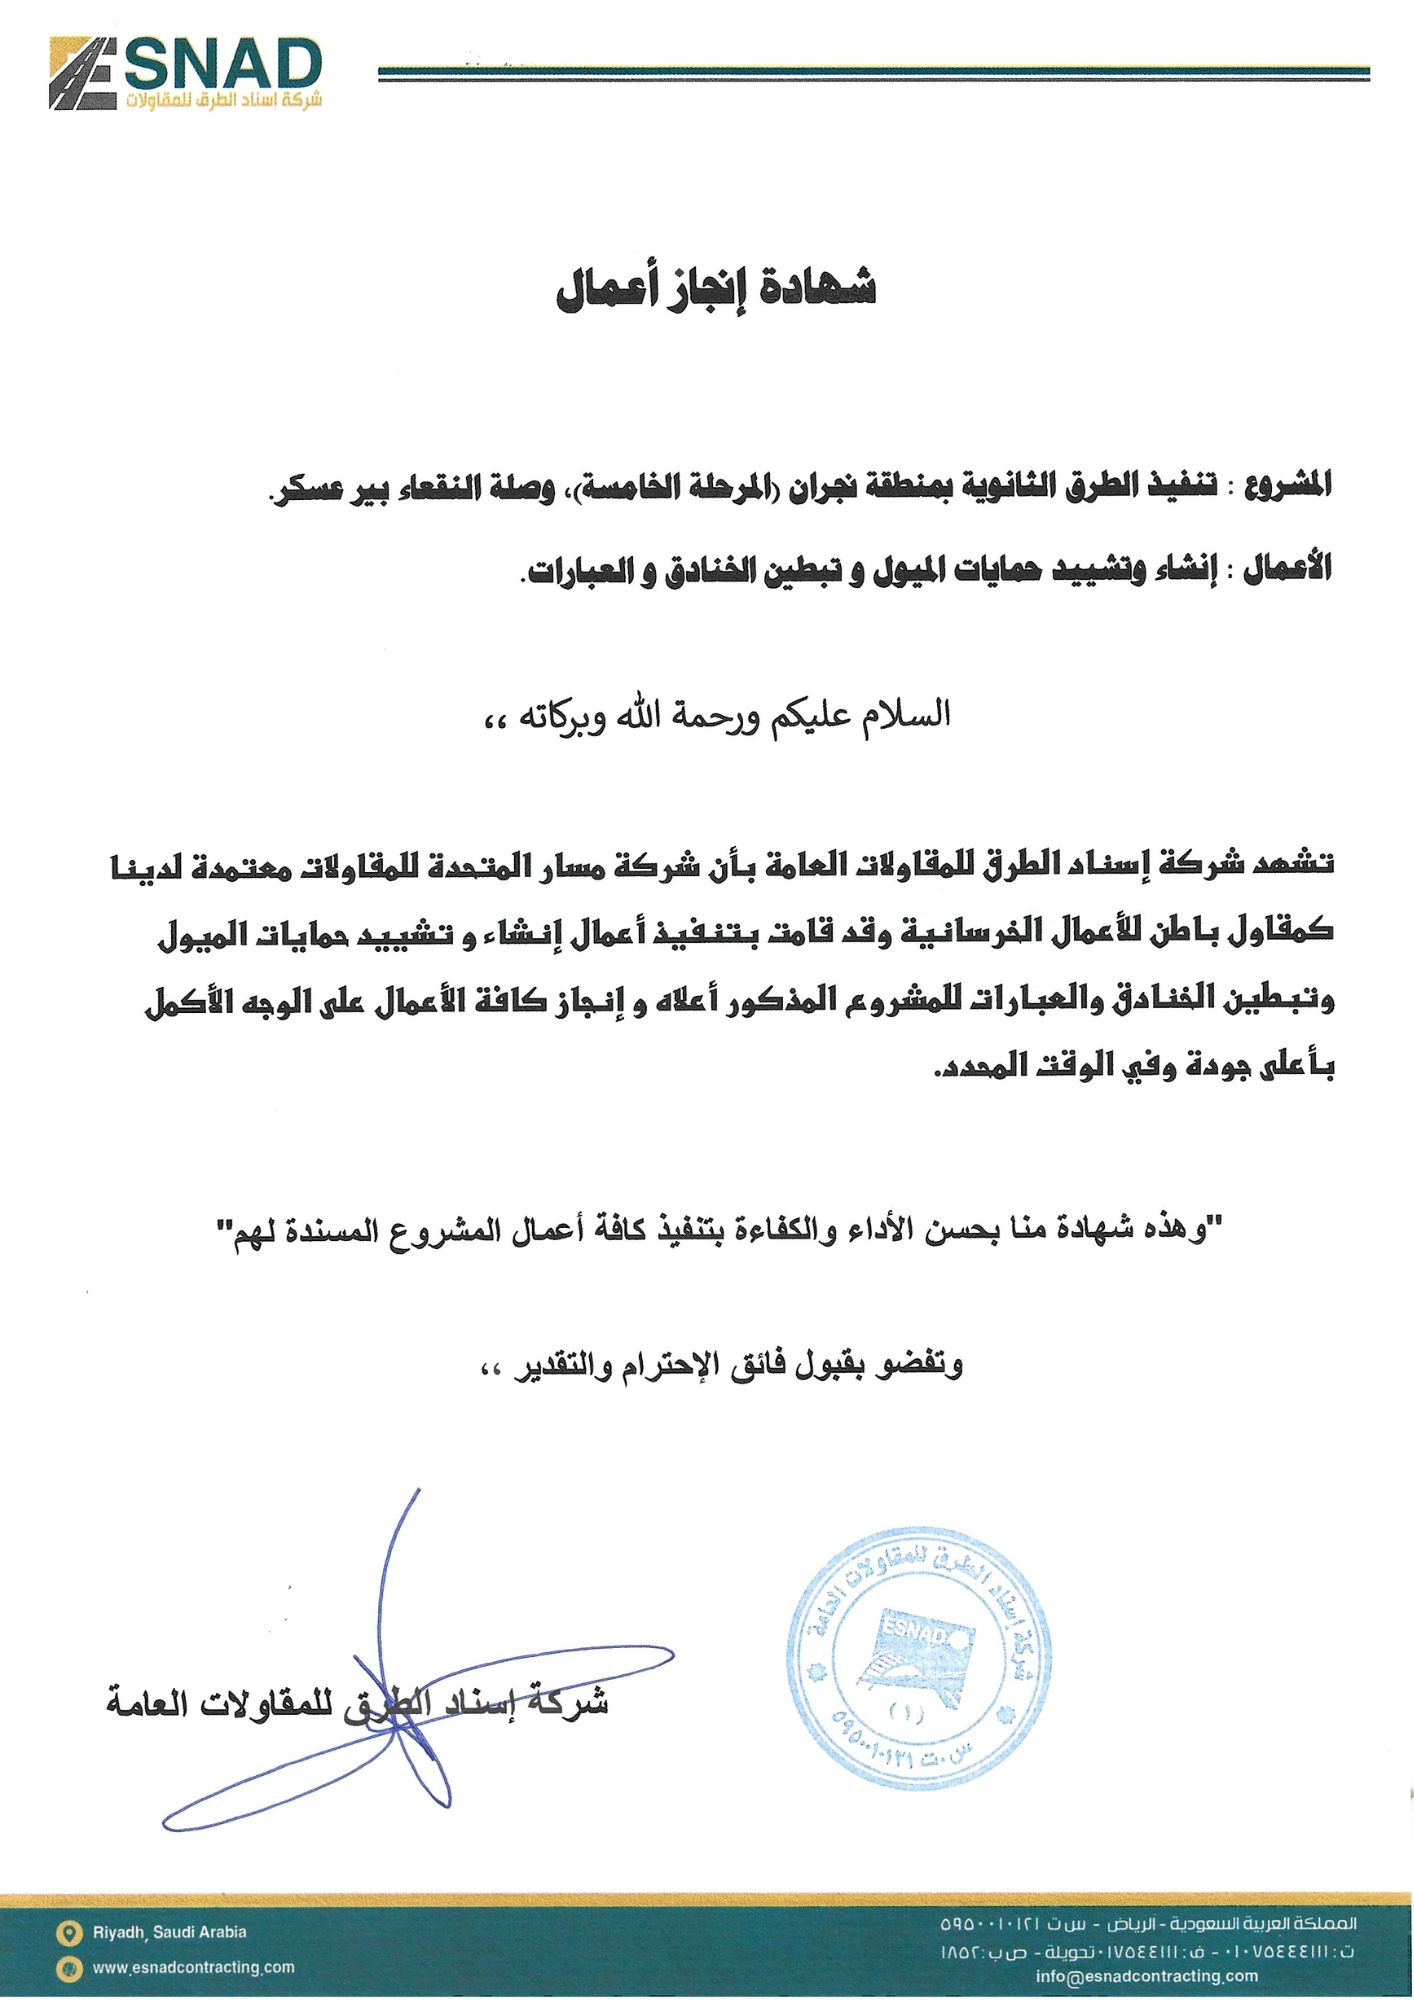 ESNAD
شركة إسناد الطرق للمقاولات
شهادة إنجاز أعمال
المشروع : تنفيذ الطرق الثانوية بمنطقة نجران (المرحلة الخامسة)، وصلة النقعاء بير عسكر.
الأعمال : إنشاء وتشييد حمايات الميول و تبطين الخنادق و العبارات.
السلام عليكم ورحمة الله وبركاته ،،
تشهد شركة إسناد الطرق للمقاولات العامة بأن شركة مسار المتحدة للمقاولات معتمدة لدينا
كمقاول باطن للأعمال الخرسانية وقد قامت بتنفيذ أعمال إنشاء و تشييد حمايات الميول
وتبطين الخنادق والعبارات للمشروع المذكور أعلاه و إنجاز كافة الأعمال على الوجه الأكمل
بأعلى جودة وفي الوقت المحدد.
"وهذه شهادة منا بحسن الأداء والكفاءة بتنفيذ كافة أعمال المشروع المسندة لهم"
وتفضو بقبول فائق الإحترام والتقدير ،،
شركة إسناد الطرق للمقاولات العامة
شركة إسناد الطرق للمقاولات العامة
ESNAD
(١)
س.ت ٥٩٥٠٠١٠١٢١
المملكة العربية السعودية - الرياض - س ت ٥٩٥٠٠١٠١٢١
ت : ٠١٠٧٥٤٤٤١١١ - ف : ٠١٧٥٤٤١١١ تحويلة - ص ب : ١٨٥٢
info@esnadcontracting.com
Riyadh, Saudi Arabia
www.esnadcontracting.com